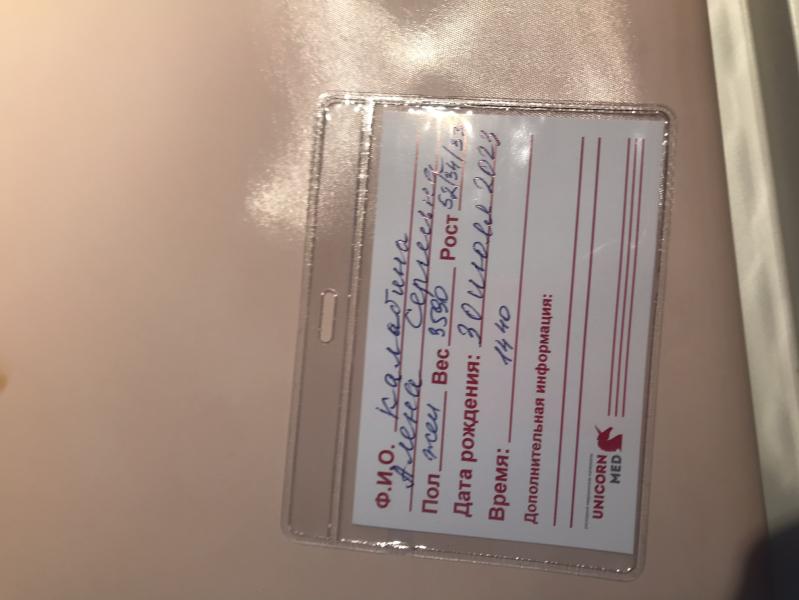 Ф.И.О. Калабина
Алена Сергеевна
Пол жен Вес 3590 Рост 52/34/33
Дата рождения: 30 июля 2023
Время: 14 40
Дополнительная информация:
UNICORN
MED